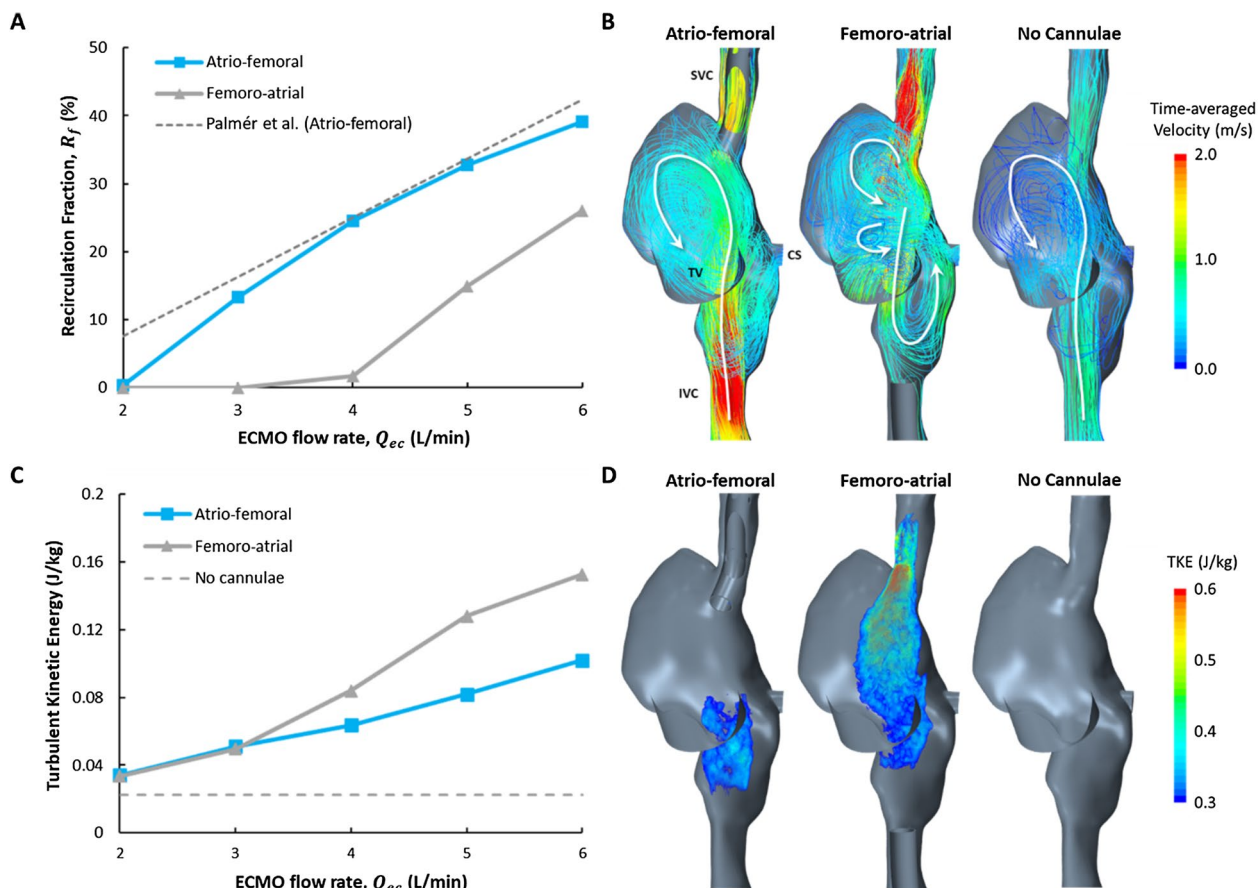 A
50
40
30
20
10
0
Recirculation Fraction, R_f (%)
Atrio-femoral
Femoro-atrial
Palmér et al. (Atrio-femoral)
2 3 4 5 6
ECMO flow rate, Q_ec (L/min)
B
Atrio-femoral Femoro-atrial No Cannulae
SVC
TV
CS
IVC
Time-averaged
Velocity (m/s)
2.0
1.0
0.0
C
0.2
0.16
0.12
0.08
0.04
0
Turbulent Kinetic Energy (J/kg)
Atrio-femoral
Femoro-atrial
No cannulae
2 3 4 5 6
ECMO flow rate, Q_ec (L/min)
D
Atrio-femoral Femoro-atrial No Cannulae
TKE (J/kg)
0.6
0.5
0.4
0.3